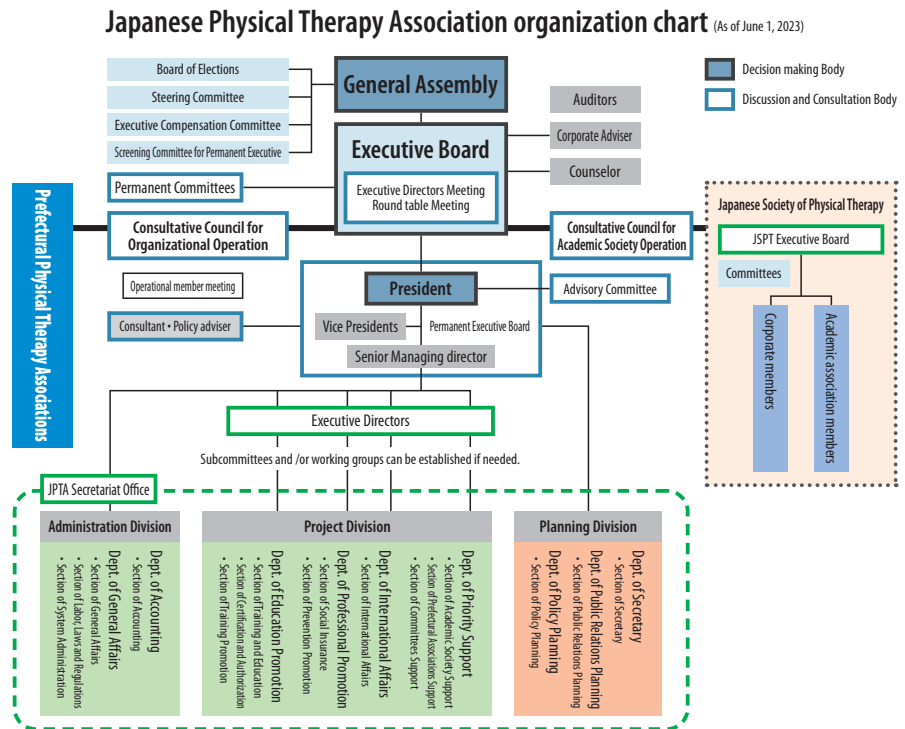 Japanese Physical Therapy Association organization chart (As of June 1, 2023)
Board of Elections
Steering Committee
Executive Compensation Committee
Screening Committee for Permanent Executive
General Assembly
Decision making Body
Discussion and Consultation Body
Auditors
Corporate Adviser
Counselor
Executive Board
Executive Directors Meeting
Round table Meeting
Permanent Committees
Prefectural Physical Therapy Associations
Consultative Council for
Organizational Operation
Consultative Council for
Academic Society Operation
Japanese Society of Physical Therapy
JSPT Executive Board
Committees
Corporate members
Academic association members
Operational member meeting
Consultant • Policy adviser
President
Advisory Committee
Vice Presidents
Permanent Executive Board
Senior Managing director
Executive Directors
Subcommittees and /or working groups can be established if needed.
JPTA Secretariat Office
Administration Division
Dept. of Accounting
• Section of Accounting
Dept. of General Affairs
• Section of General Affairs
• Section of Labor, Laws and Regulations
• Section of System Administration
Project Division
Dept. of Priority Support
• Section of Academic Society Support
• Section of Prefectural Associations Support
• Section of Committees Support
Dept. of International Affairs
• Section of International Affairs
Dept. of Professional Promotion
• Section of Social Insurance
• Section of Prevention Promotion
Dept. of Education Promotion
• Section of Training and Education
• Section of Certification and Authorization
• Section of Training Promotion
Planning Division
Dept. of Secretary
• Section of Secretary
Dept. of Public Relations Planning
• Section of Public Relations Planning
Dept. of Policy Planning
• Section of Policy Planning